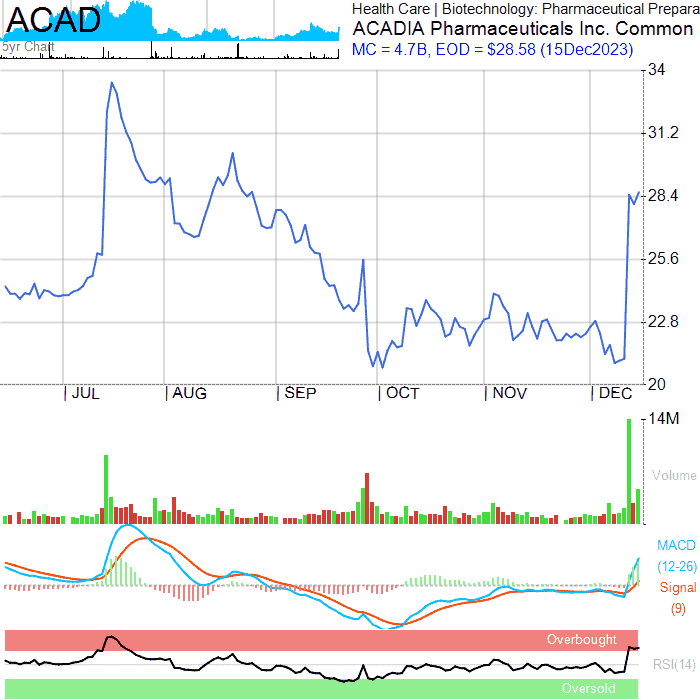 ACAD
5yr Chart
Health Care | Biotechnology: Pharmaceutical Prepara
ACADIA Pharmaceuticals Inc. Common
MC = 4.7B, EOD = $28.58 (15Dec2023)
34
31.2
28.4
25.6
22.8
20
| JUL | AUG | SEP | OCT | NOV | DEC
14M
Volume
MACD
(12-26)
Signal
(9)
Overbought
RSI(14)
Oversold